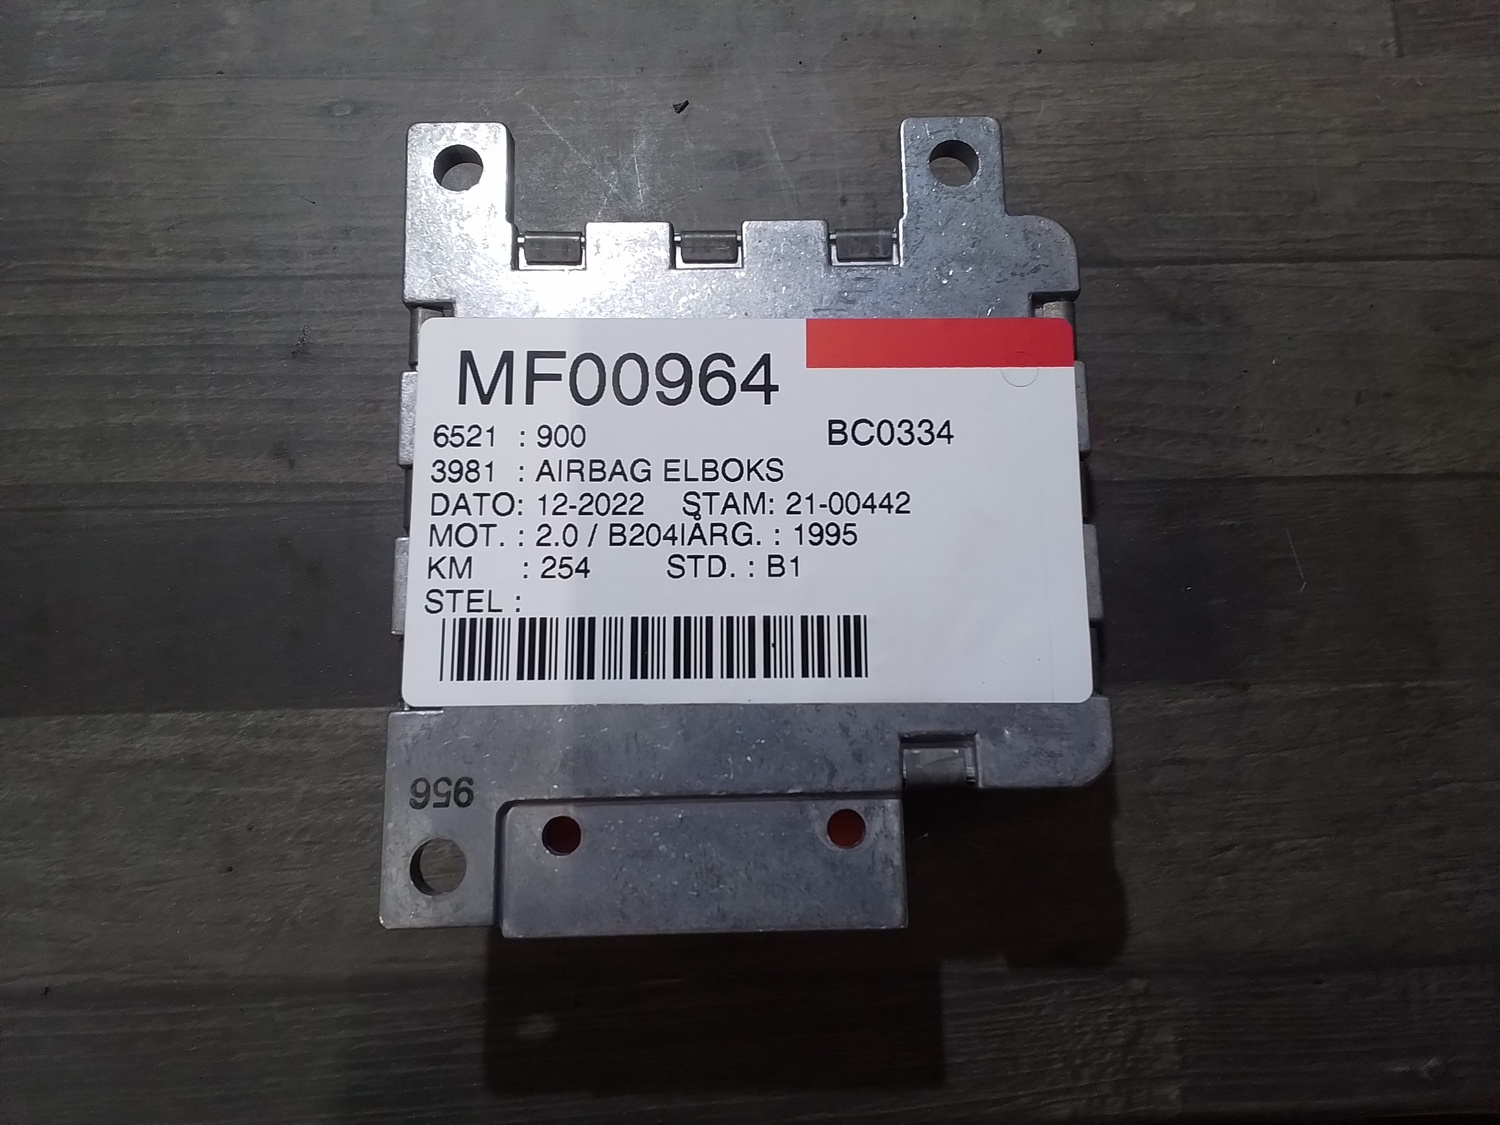 MF00964
6521 : 900 BC0334
3981 : AIRBAG ELBOKS
DATO: 12-2022 STAM: 21-00442
MOT. : 2.0 / B204IÅRG. : 1995
KM : 254 STD. : B1
STEL :
956